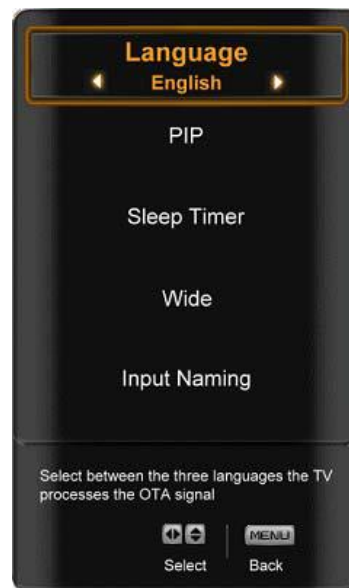 Language
English
PIP
Sleep Timer
Wide
Input Naming
Select between the three languages the TV
processes the OTA signal
MENU
Select
Back